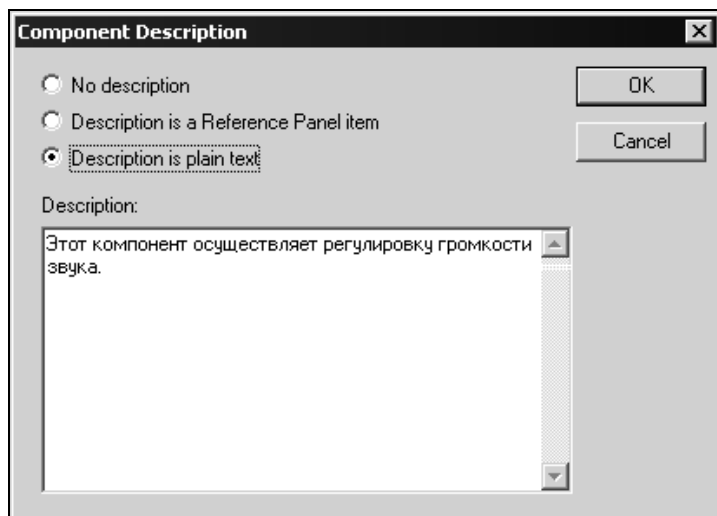 Component Description
No description
OK
Description is a Reference Panel item
Cancel
Description is plain text
Description:
Этот компонент осуществляет регулировку громкости
звука.